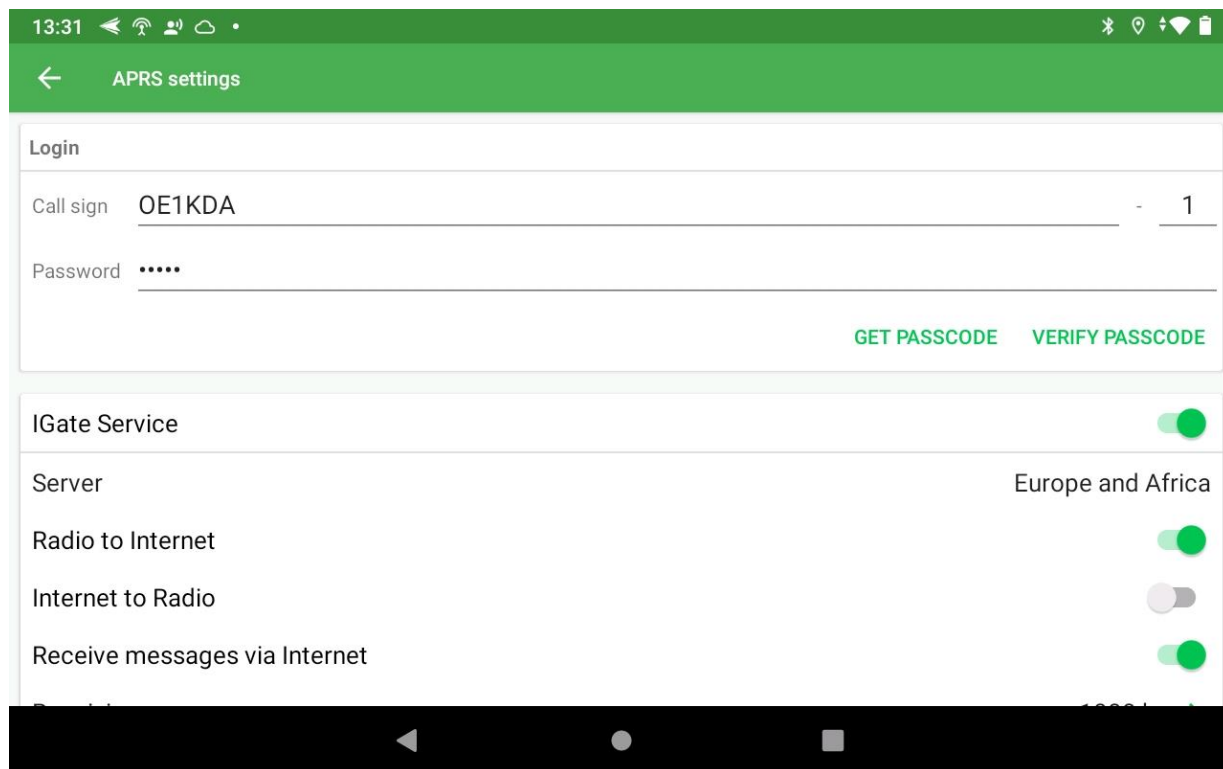 13:31
APRS settings
Login
Call sign OE1KDA - 1
Password •••••
GET PASSCODE VERIFY PASSCODE
IGate Service
Server Europe and Africa
Radio to Internet
Internet to Radio
Receive messages via Internet